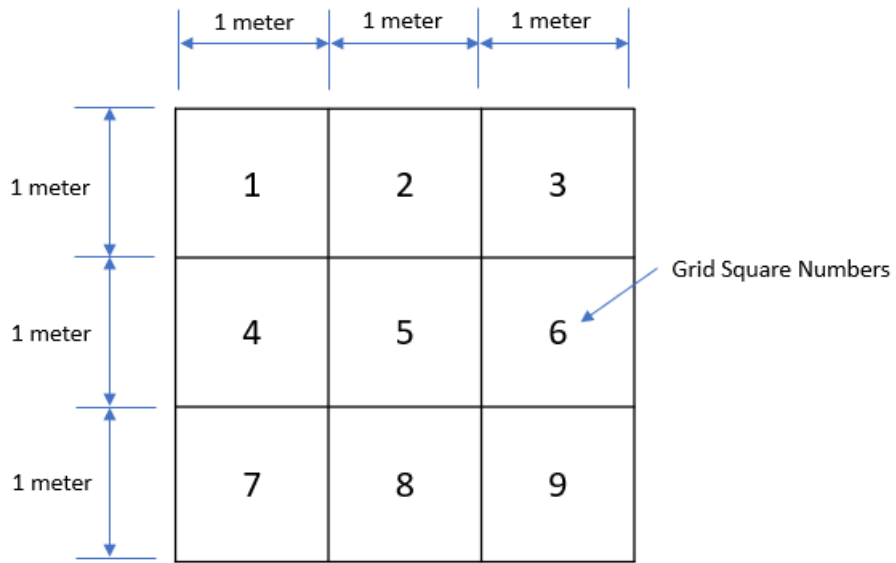 1 meter 1 meter 1 meter
1 meter 1 2 3
Grid Square Numbers
1 meter 4 5 6
1 meter 7 8 9